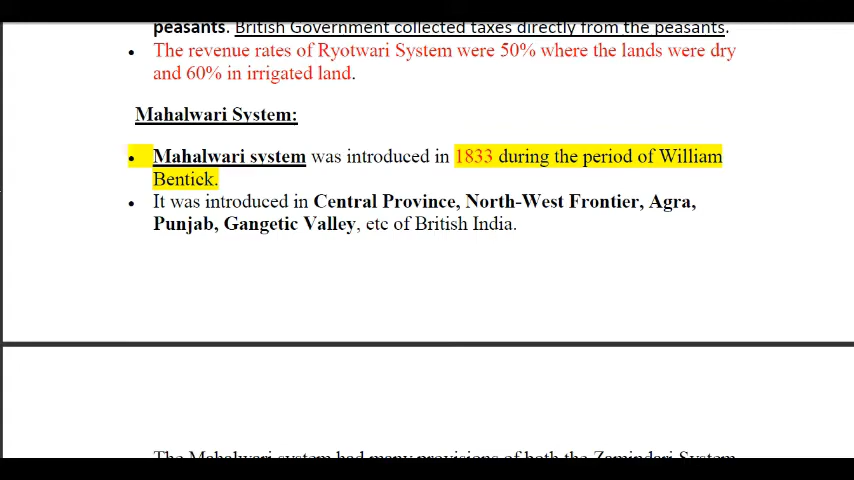 peasants. British Government collected taxes directly from the peasants.
• The revenue rates of Ryotwari System were 50% where the lands were dry
and 60% in irrigated land.
Mahalwari System:
• Mahalwari system was introduced in 1833 during the period of William
Bentick.
• It was introduced in Central Province, North-West Frontier, Agra,
Punjab, Gangetic Valley, etc of British India.
The Mahalwari system had many provisions of both the Zamindari System